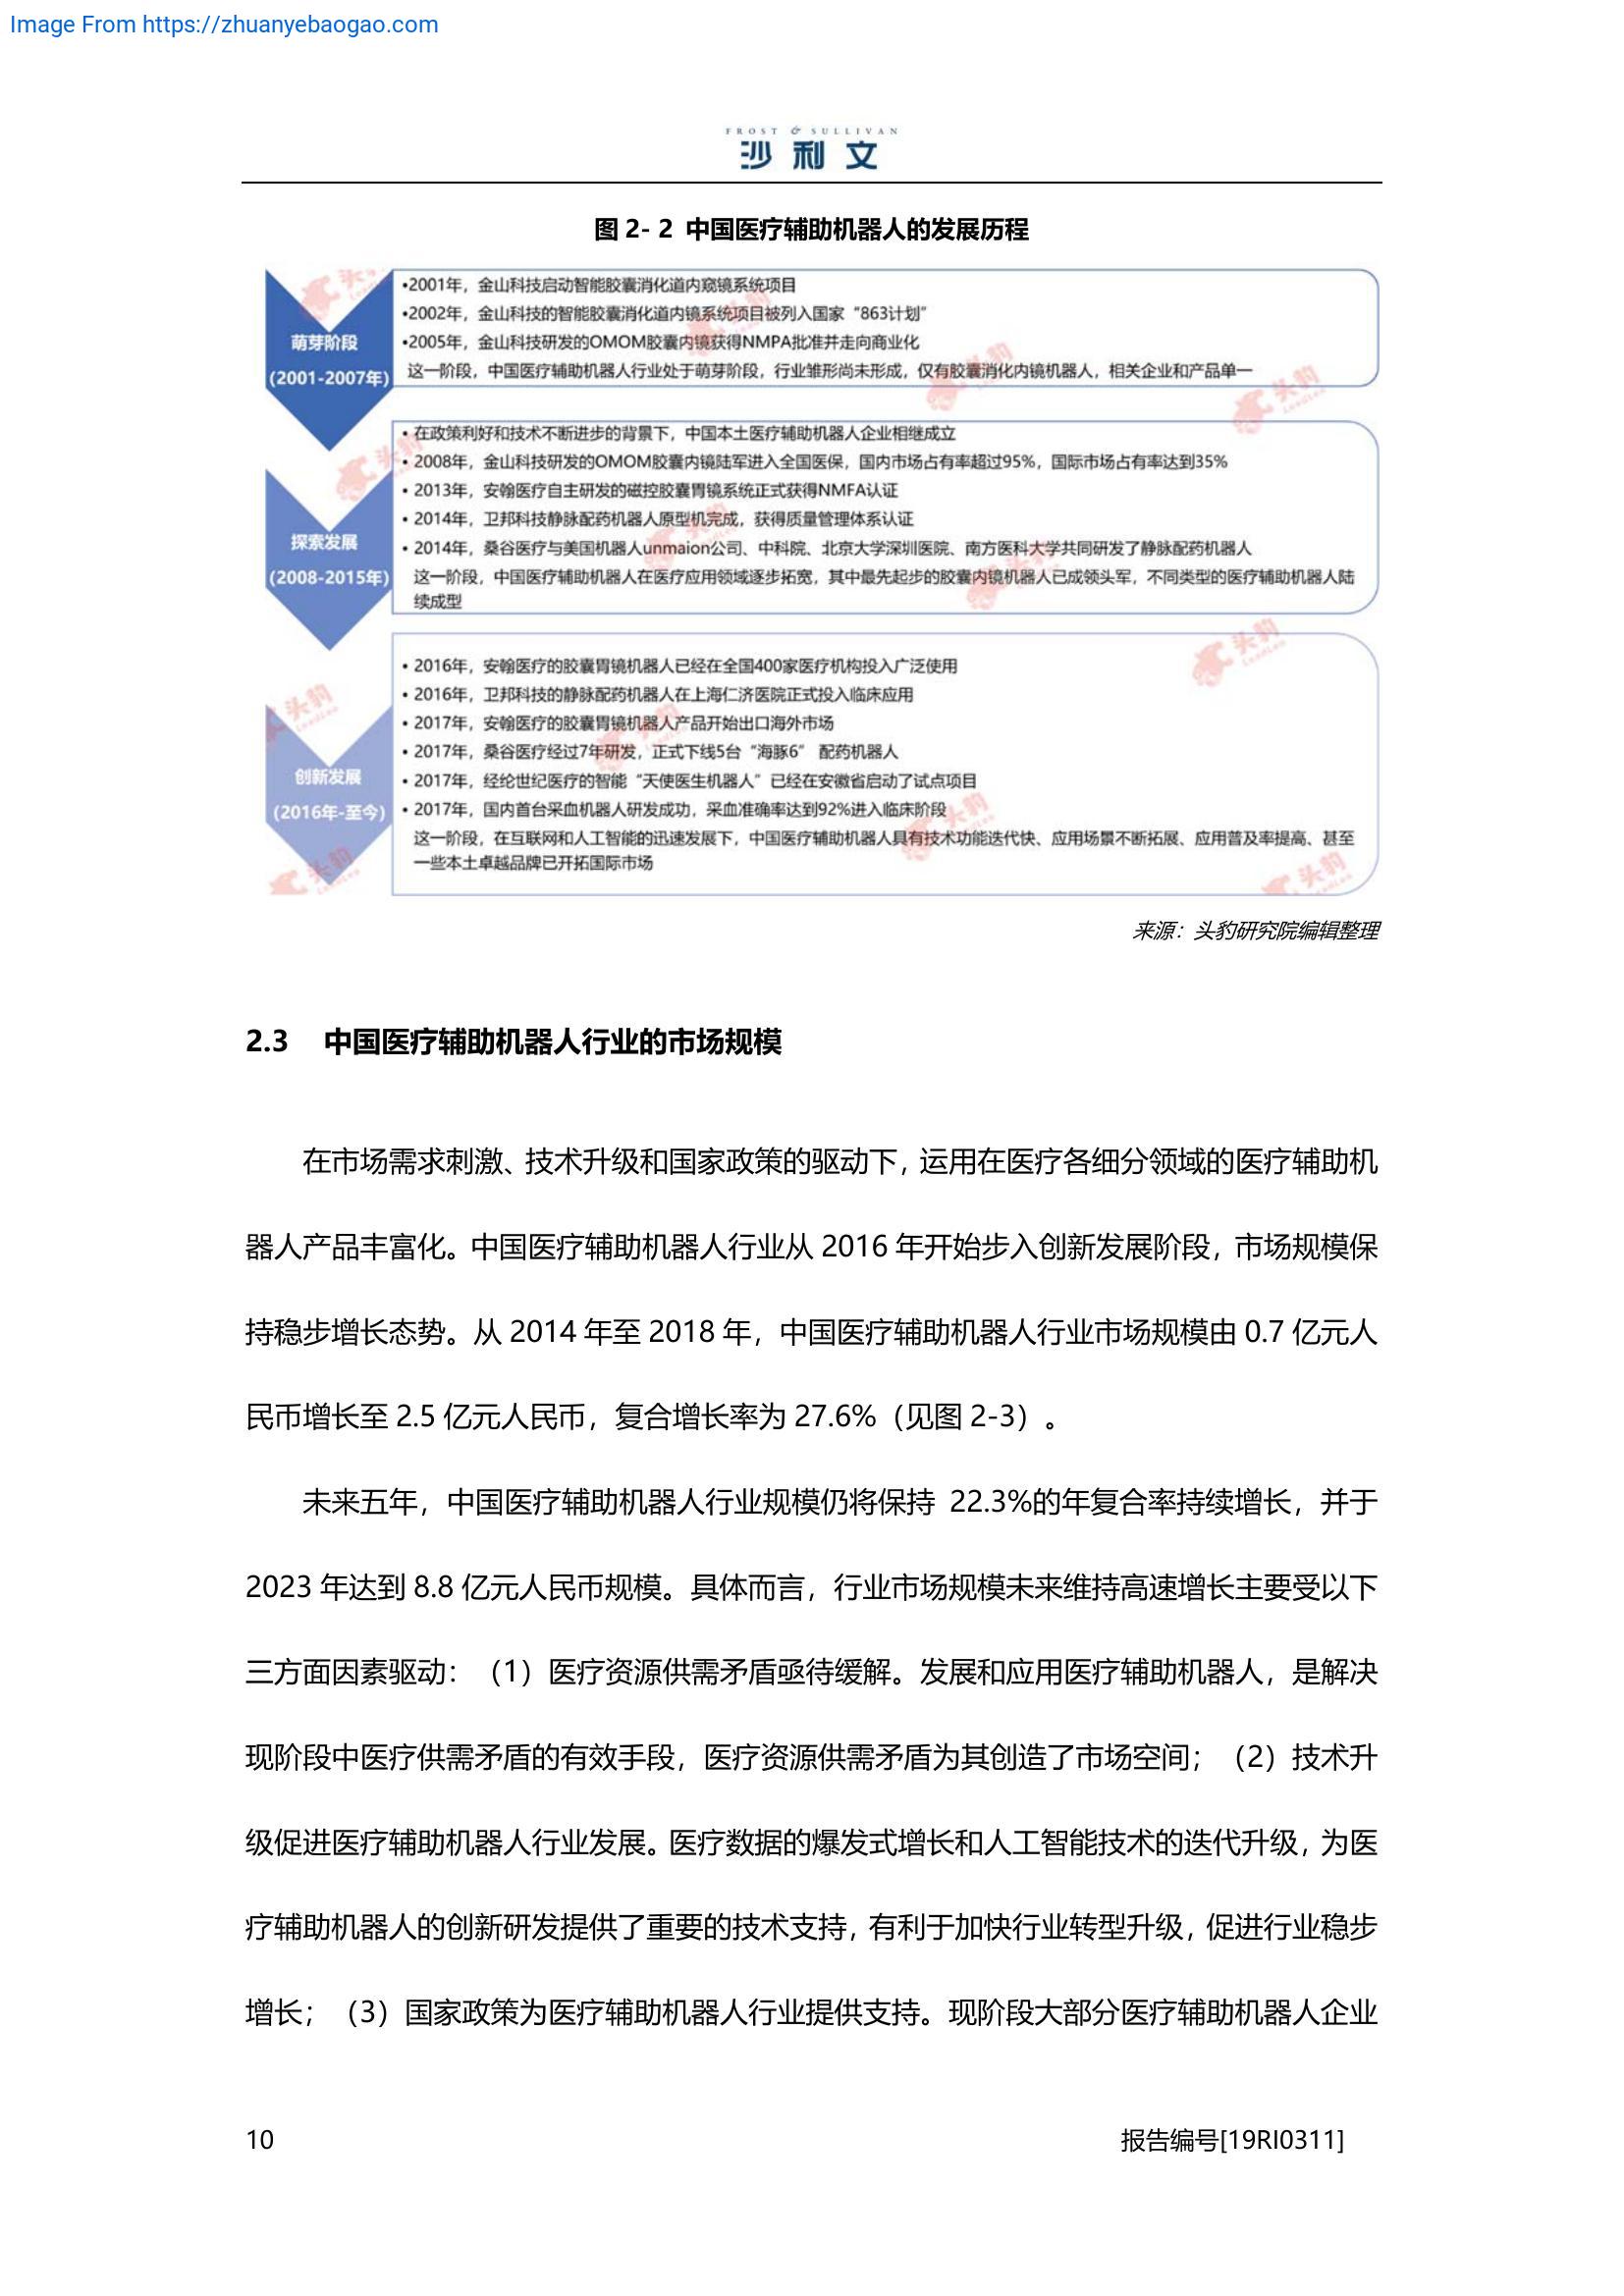 Image From https://zhuanyebaogao.com
FROST & SULLIVAN
沙利文
图 2- 2 中国医疗辅助机器人的发展历程
萌芽阶段
(2001-2007年)
•2001年，金山科技启动智能胶囊消化道内窥镜系统项目
•2002年，金山科技的智能胶囊消化道内镜系统项目被列入国家“863计划”
•2005年，金山科技研发的OMOM胶囊内镜获得NMPA批准并走向商业化
这一阶段，中国医疗辅助机器人行业处于萌芽阶段，行业雏形尚未形成，仅有胶囊消化内镜机器人，相关企业和产品单一
探索发展
(2008-2015年)
• 在政策利好和技术不断进步的背景下，中国本土医疗辅助机器人企业相继成立
• 2008年，金山科技研发的OMOM胶囊内镜陆军进入全国医保，国内市场占有率超过95%，国际市场占有率达到35%
• 2013年，安翰医疗自主研发的磁控胶囊胃镜系统正式获得NMFA认证
• 2014年，卫邦科技静脉配药机器人原型机完成，获得质量管理体系认证
• 2014年，桑谷医疗与美国机器人unmaion公司、中科院、北京大学深圳医院、南方医科大学共同研发了静脉配药机器人
这一阶段，中国医疗辅助机器人在医疗应用领域逐步拓宽，其中最先起步的胶囊内镜机器人已成领头军，不同类型的医疗辅助机器人陆
续成型
创新发展
(2016年-至今)
• 2016年，安翰医疗的胶囊胃镜机器人已经在全国400家医疗机构投入广泛使用
• 2016年，卫邦科技的静脉配药机器人在上海仁济医院正式投入临床应用
• 2017年，安翰医疗的胶囊胃镜机器人产品开始出口海外市场
• 2017年，桑谷医疗经过7年研发，正式下线5台“海豚6” 配药机器人
• 2017年，经纶世纪医疗的智能“天使医生机器人”已经在安徽省启动了试点项目
• 2017年，国内首台采血机器人研发成功，采血准确率达到92%进入临床阶段
这一阶段，在互联网和人工智能的迅速发展下，中国医疗辅助机器人具有技术功能迭代快、应用场景不断拓展、应用普及率提高、甚至
一些本土卓越品牌已开拓国际市场
来源：头豹研究院编辑整理
2.3 中国医疗辅助机器人行业的市场规模
在市场需求刺激、技术升级和国家政策的驱动下，运用在医疗各细分领域的医疗辅助机
器人产品丰富化。中国医疗辅助机器人行业从 2016 年开始步入创新发展阶段，市场规模保
持稳步增长态势。从 2014 年至 2018 年，中国医疗辅助机器人行业市场规模由 0.7 亿元人
民币增长至 2.5 亿元人民币，复合增长率为 27.6%（见图 2-3）。
未来五年，中国医疗辅助机器人行业规模仍将保持 22.3%的年复合率持续增长，并于
2023 年达到 8.8 亿元人民币规模。具体而言，行业市场规模未来维持高速增长主要受以下
三方面因素驱动：（1）医疗资源供需矛盾亟待缓解。发展和应用医疗辅助机器人，是解决
现阶段中医疗供需矛盾的有效手段，医疗资源供需矛盾为其创造了市场空间；（2）技术升
级促进医疗辅助机器人行业发展。医疗数据的爆发式增长和人工智能技术的迭代升级，为医
疗辅助机器人的创新研发提供了重要的技术支持，有利于加快行业转型升级，促进行业稳步
增长；（3）国家政策为医疗辅助机器人行业提供支持。现阶段大部分医疗辅助机器人企业
10
报告编号[19RI0311]